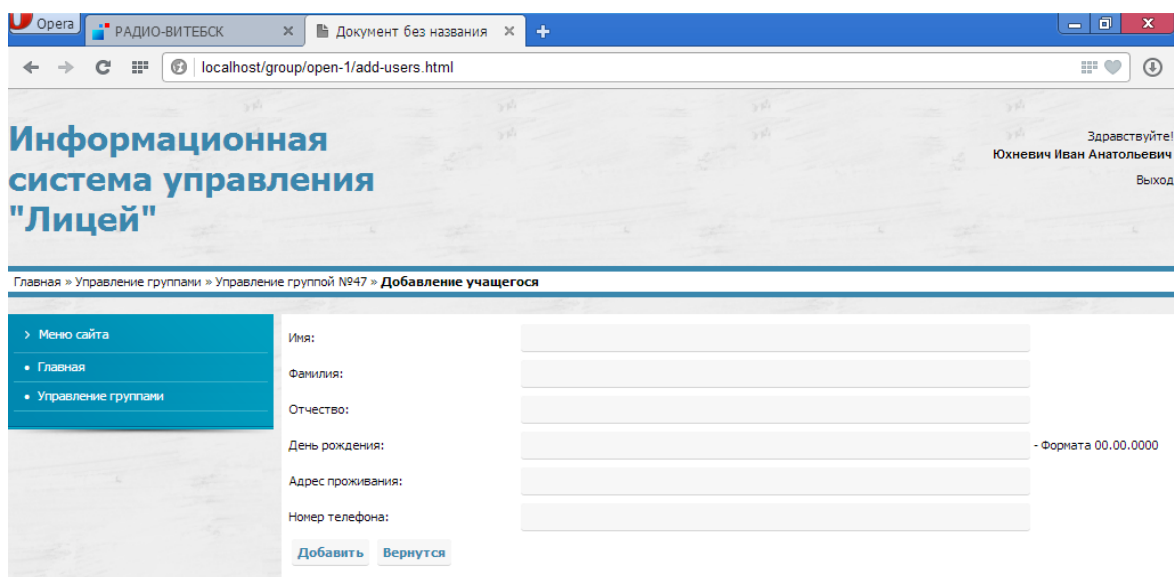 Opera
РАДИО-ВИТЕБСК
Документ без названия
localhost/group/open-1/add-users.html
Информационная
система управления
"Лицей"
Здравствуйте!
Юхневич Иван Анатольевич
Выход
Главная » Управление группами » Управление группой №47 » Добавление учащегося
Меню сайта
Главная
Управление группами
Имя:
Фамилия:
Отчество:
День рождения:
- Формата 00.00.0000
Адрес проживания:
Номер телефона:
Добавить Вернутся